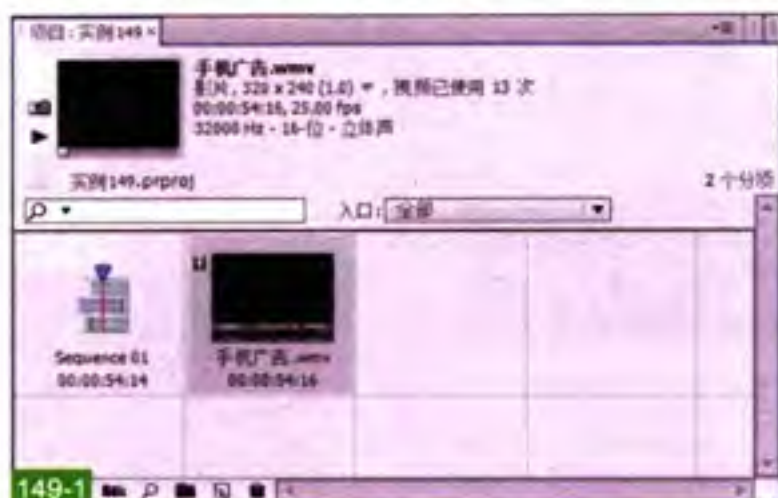 项目: 实例149 ×
手机广告.wmv
影片, 320 x 240 (1.0) , 视频已使用 13 次
00:00:54:16, 25.00 fps
32000 Hz - 16-位 - 立体声
实例149.prproj
2 个分项
入口: 全部
Sequence 01
00:00:54:14
手机广告.wmv
00:00:54:16
149-1